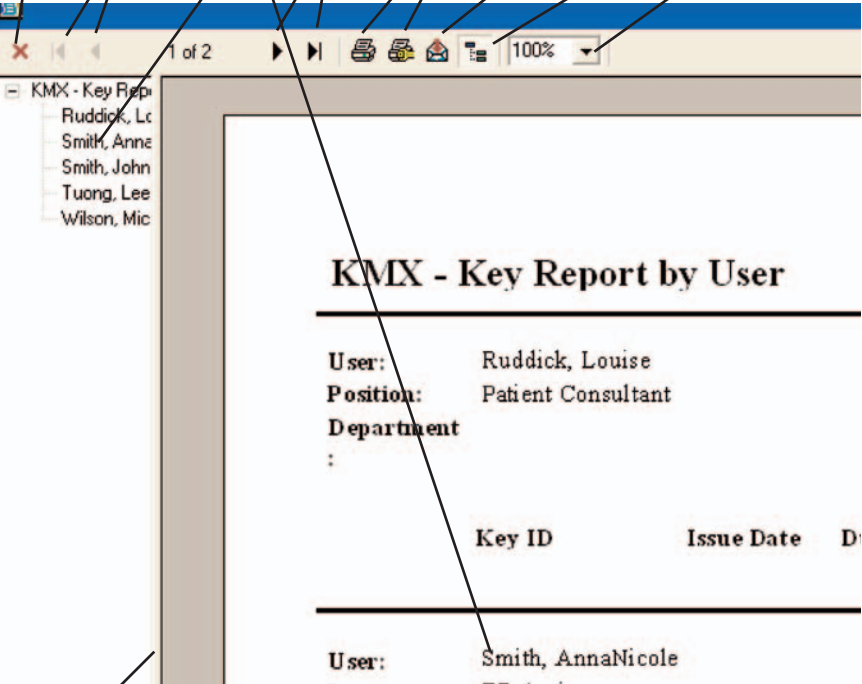 1 of 2
100%
KMX - Key Repo
Ruddick, Lo
Smith, Anna
Smith, John
Tuong, Lee
Wilson, Mic
KMX - Key Report by User
User: Ruddick, Louise
Position: Patient Consultant
Department
:
Key ID Issue Date
User: Smith, AnnaNicole